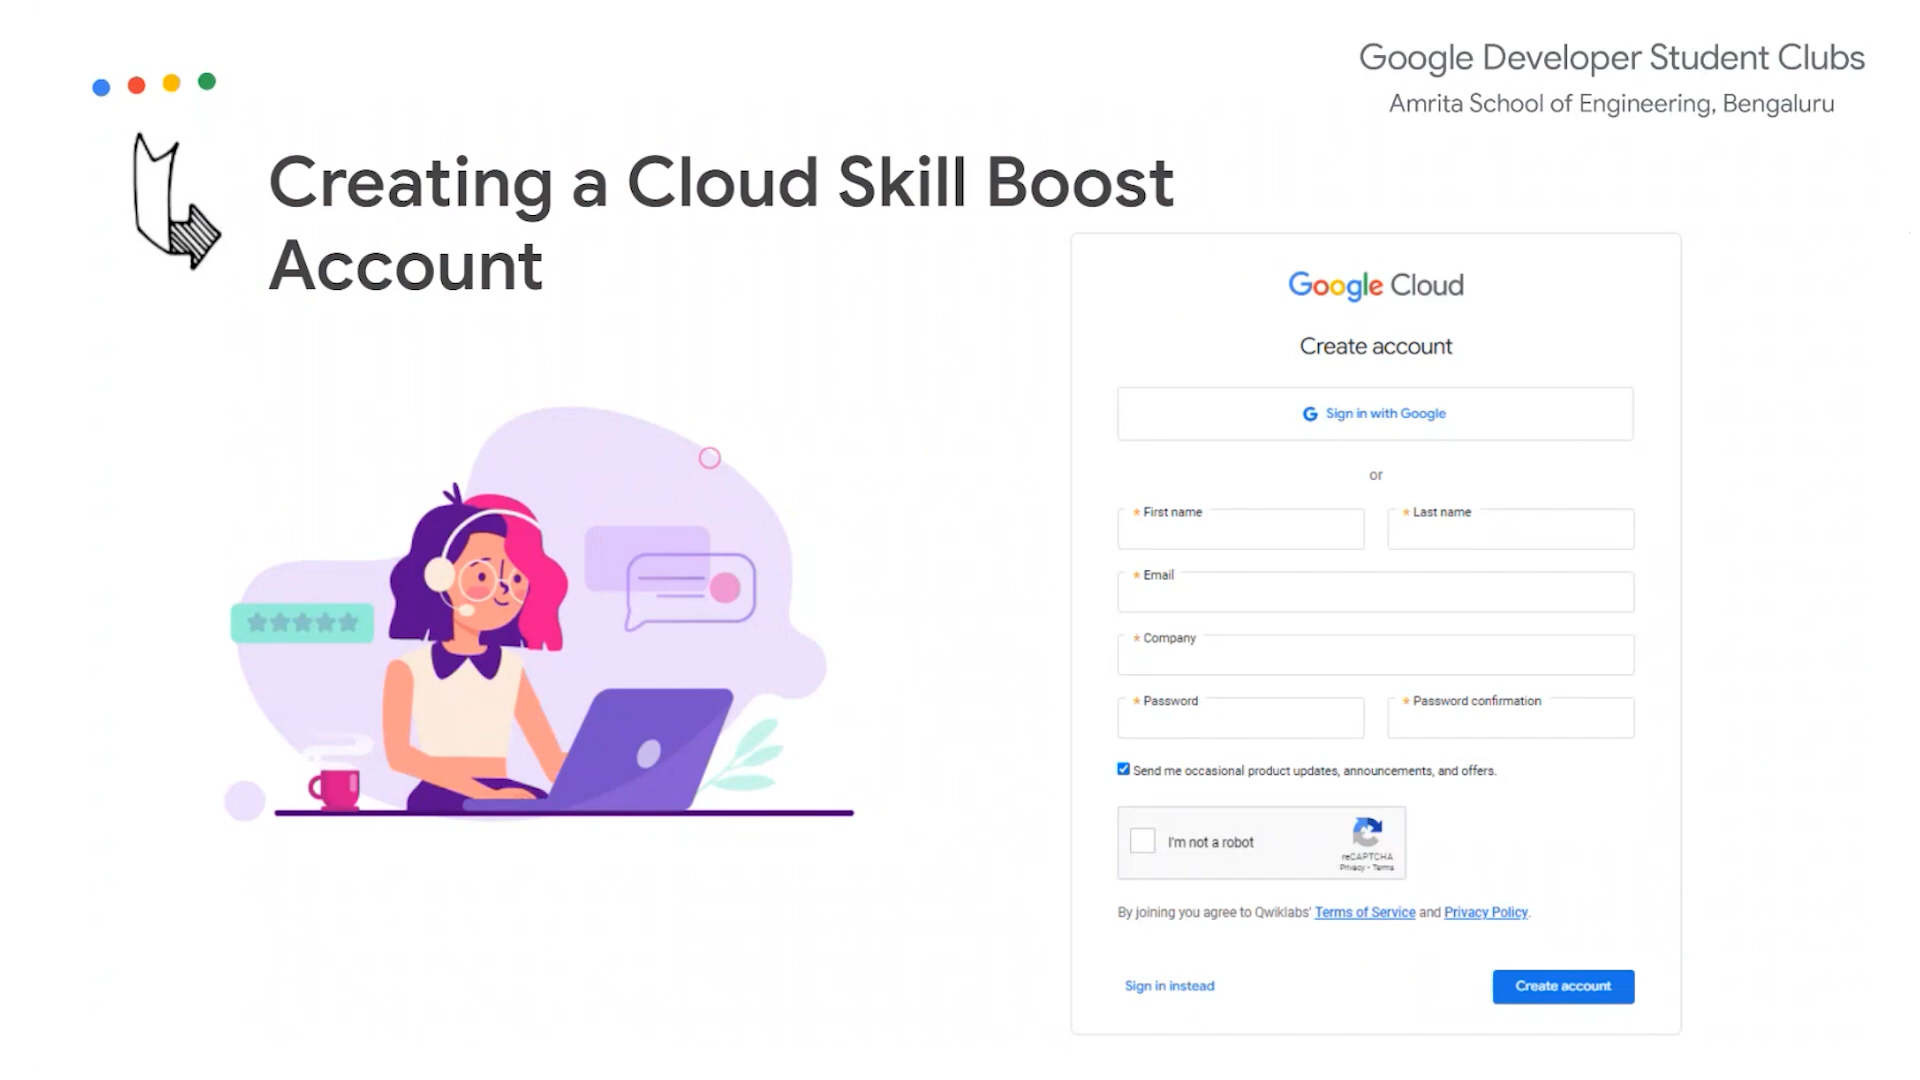 Google Developer Student Clubs
Amrita School of Engineering, Bengaluru
Creating a Cloud Skill Boost
Account
Google Cloud
Create account
G Sign in with Google
or
* First name
* Last name
* Email
* Company
* Password
* Password confirmation
Send me occasional product updates, announcements, and offers.
I'm not a robot
reCAPTCHA
Privacy - Terms
By joining you agree to Qwiklabs' Terms of Service and Privacy Policy.
Sign in instead
Create account